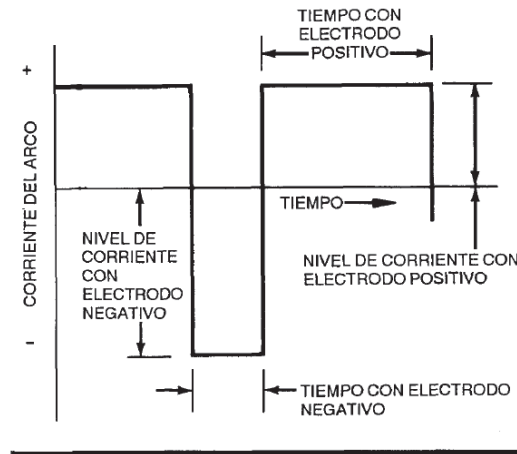 TIEMPO CON
ELECTRODO
POSITIVO
+
CORRIENTE DEL ARCO
TIEMPO
NIVEL DE
CORRIENTE
CON
ELECTRODO
NEGATIVO
NIVEL DE CORRIENTE CON
ELECTRODO POSITIVO
–
TIEMPO CON ELECTRODO
NEGATIVO